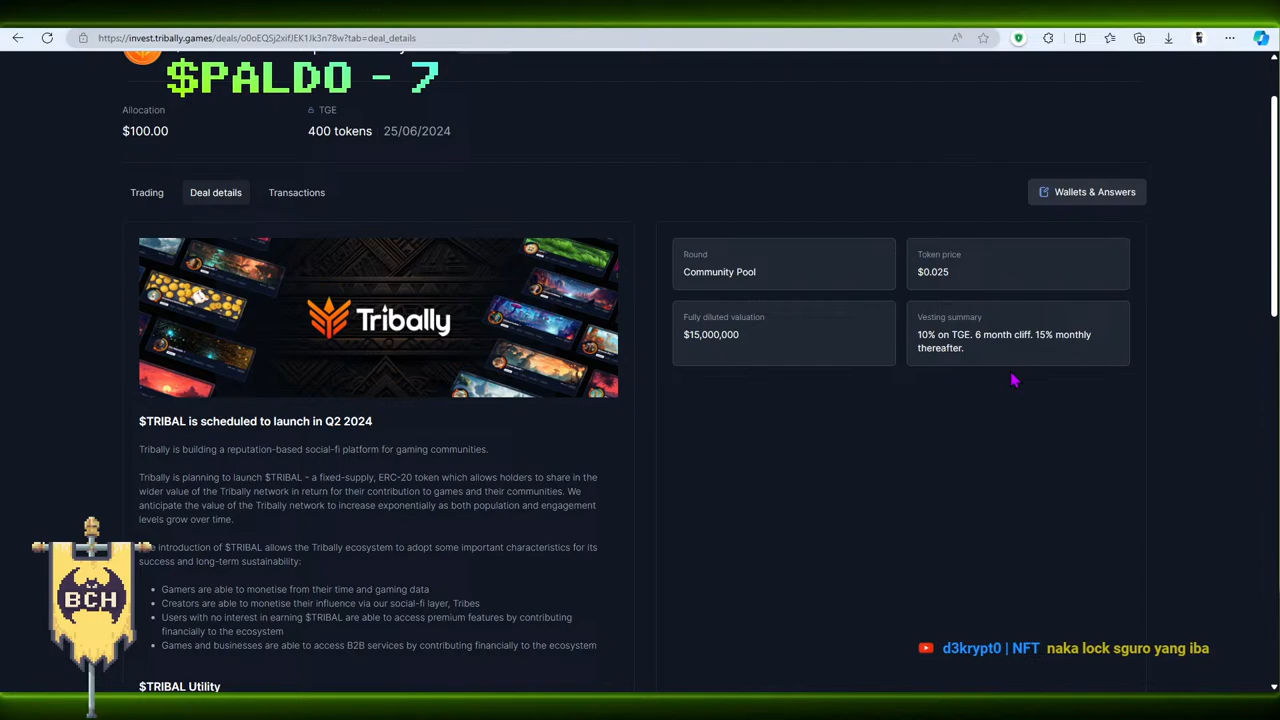 https://invest.tribally.games/deals/o0oEQSj2xifJEK1Jk3n78w?tab=deal_details
$PALDO - 7
Allocation
TGE
$100.00
400 tokens 25/06/2024
Trading
Deal details
Transactions
Wallets & Answers
Tribally
Round
Community Pool
Token price
$0.025
Fully diluted valuation
$15,000,000
Vesting summary
10% on TGE. 6 month cliff. 15% monthly
thereafter.
$TRIBAL is scheduled to launch in Q2 2024
Tribally is building a reputation-based social-fi platform for gaming communities.
Tribally is planning to launch $TRIBAL - a fixed-supply, ERC-20 token which allows holders to share in the
wider value of the Tribally network in return for their contribution to games and their communities. We
anticipate the value of the Tribally network to increase exponentially as both population and engagement
levels grow over time.
introduction of $TRIBAL allows the Tribally ecosystem to adopt some important characteristics for its
success and long-term sustainability:
• Gamers are able to monetise from their time and gaming data
• Creators are able to monetise their influence via our social-fi layer, Tribes
• Users with no interest in earning $TRIBAL are able to access premium features by contributing
financially to the ecosystem
• Games and businesses are able to access B2B services by contributing financially to the ecosystem
$TRIBAL Utility
BCH
d3krypt0 | NFT naka lock sguro yang iba